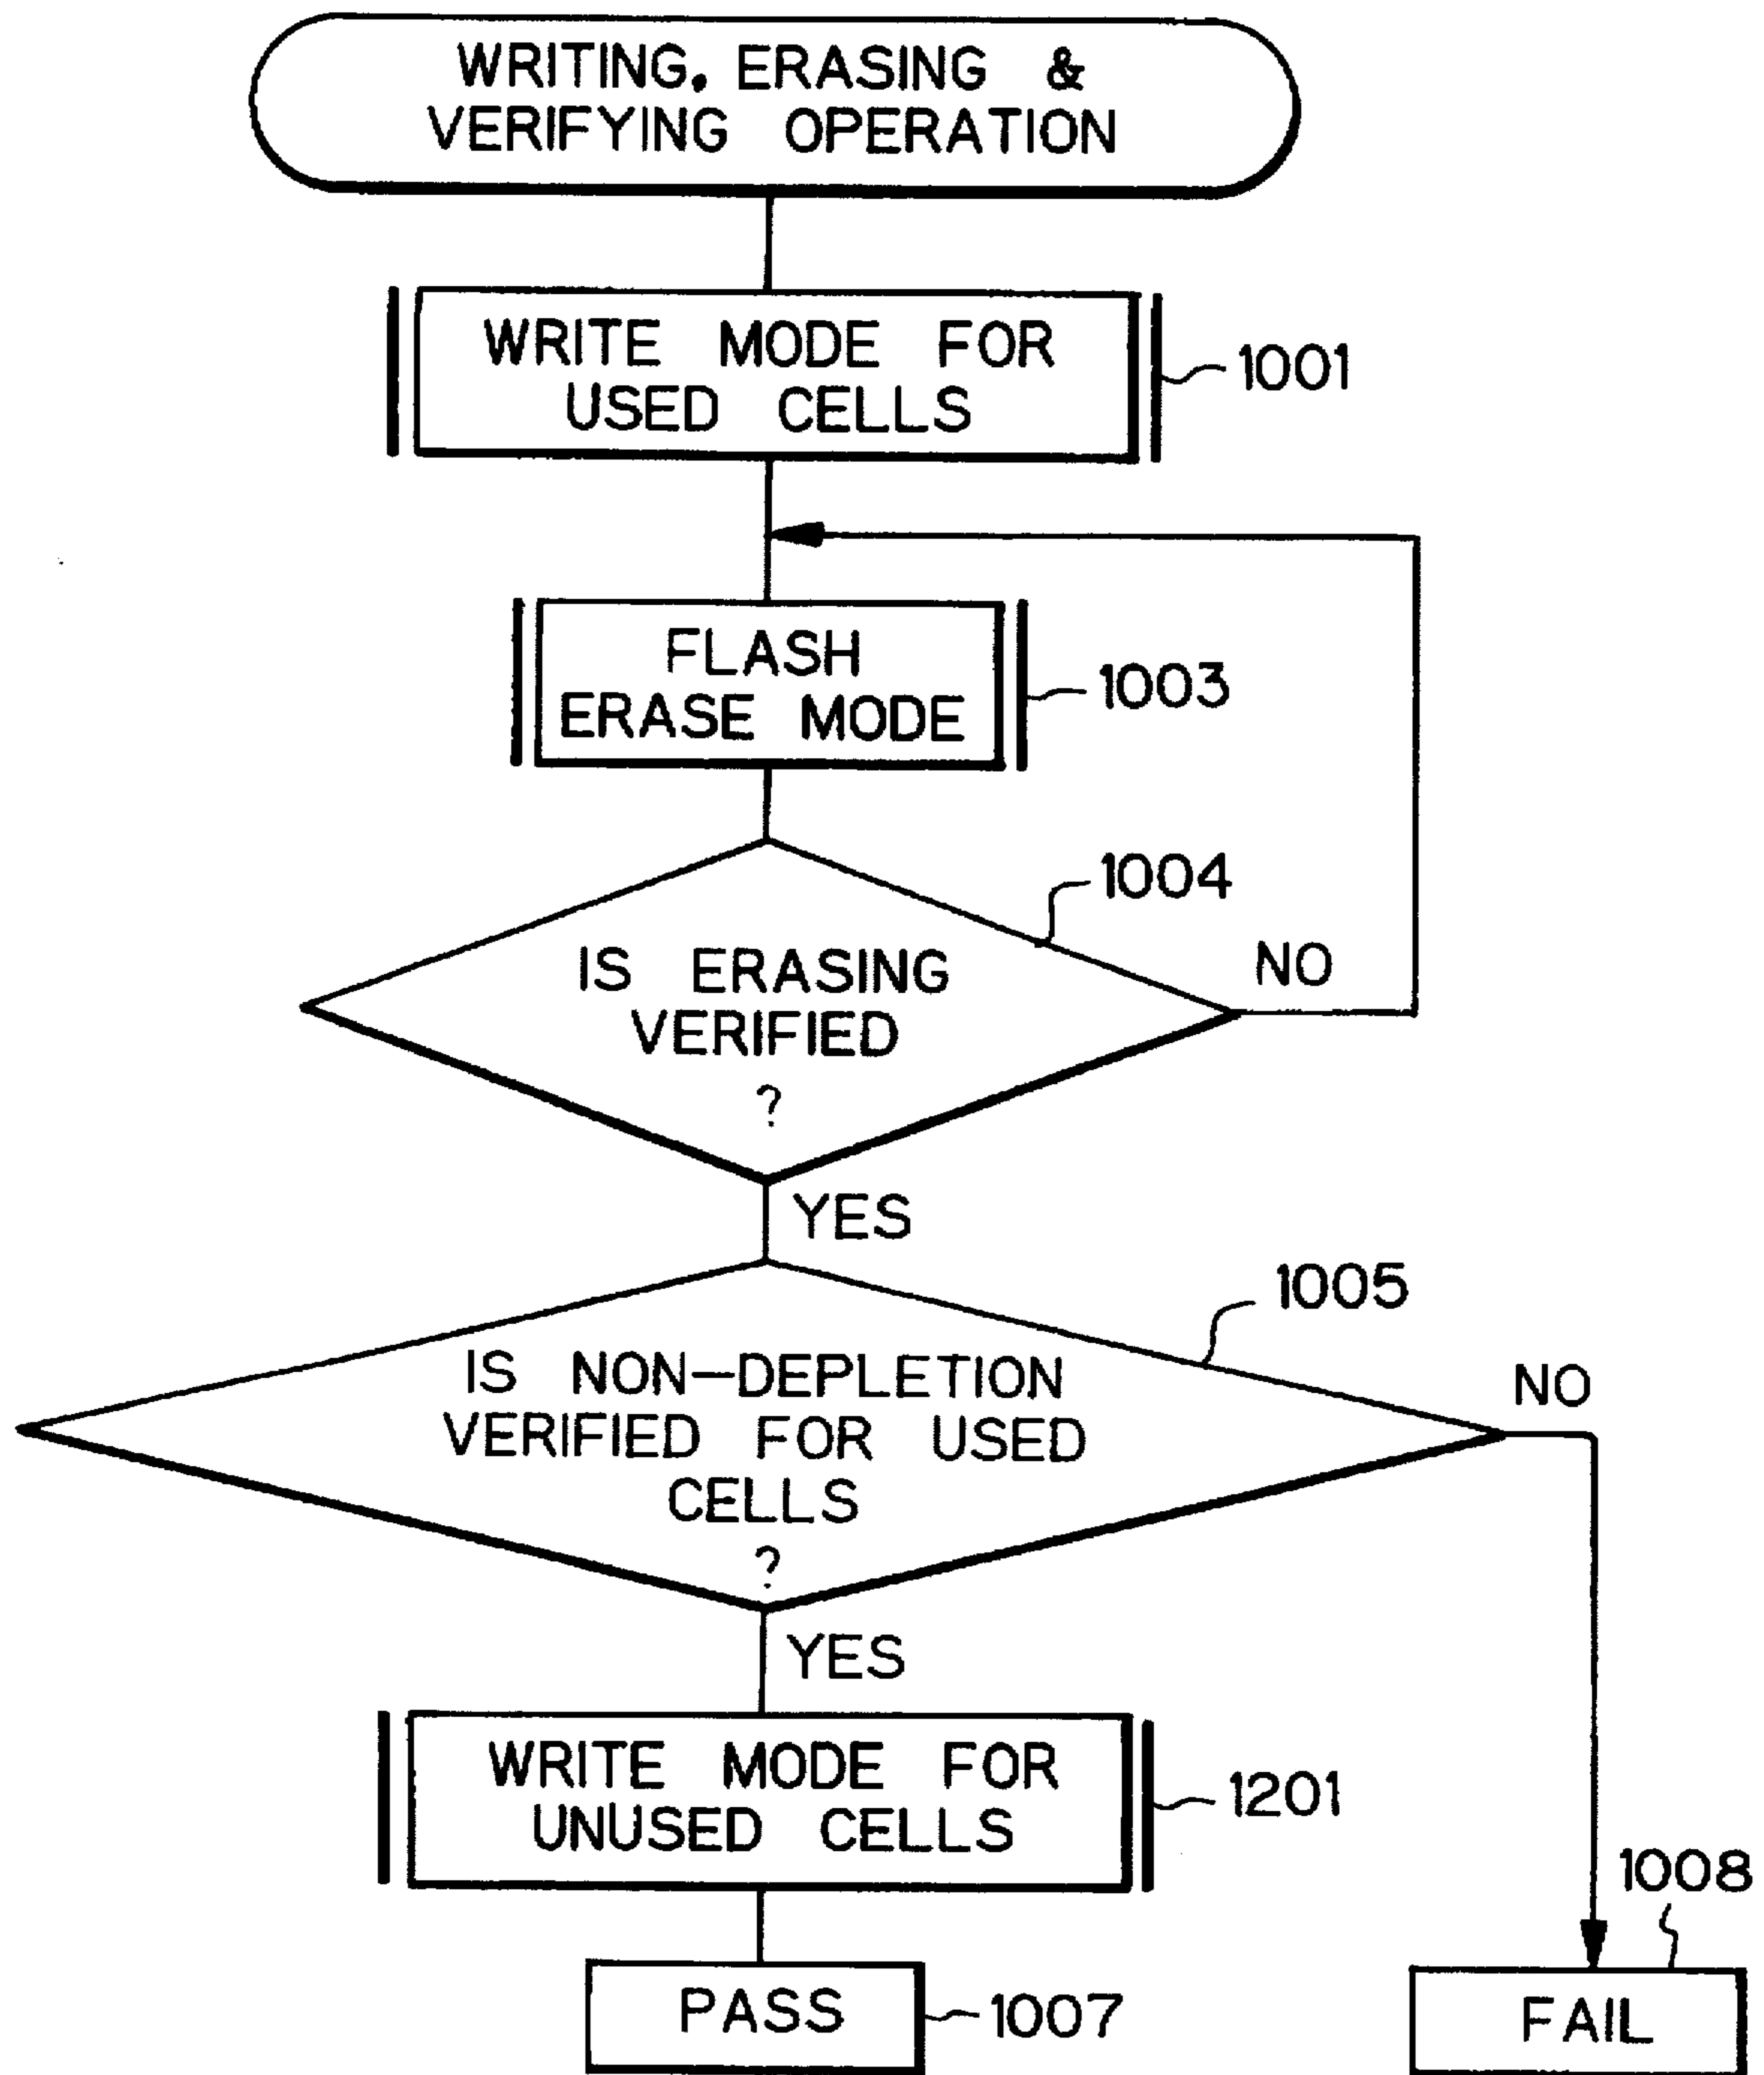 WRITING, ERASING &
VERIFYING OPERATION
WRITE MODE FOR
USED CELLS
1001
FLASH
ERASE MODE
1003
1004
IS ERASING
VERIFIED
?
NO
YES
1005
IS NON-DEPLETION
VERIFIED FOR USED
CELLS
?
NO
YES
WRITE MODE FOR
UNUSED CELLS
1201
PASS
1007
1008
FAIL